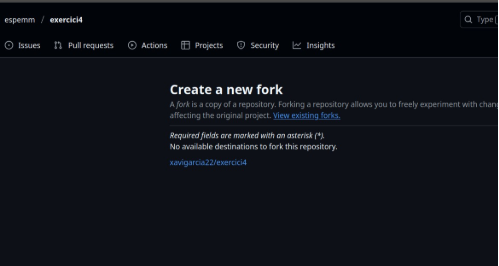 espemm / exercici4
Type
Issues Pull requests Actions Projects Security Insights
Create a new fork
A fork is a copy of a repository. Forking a repository allows you to freely experiment with
affecting the original project. View existing forks.
Required fields are marked with an asterisk (*).
No available destinations to fork this repository.
xavigarcia22/exercici4